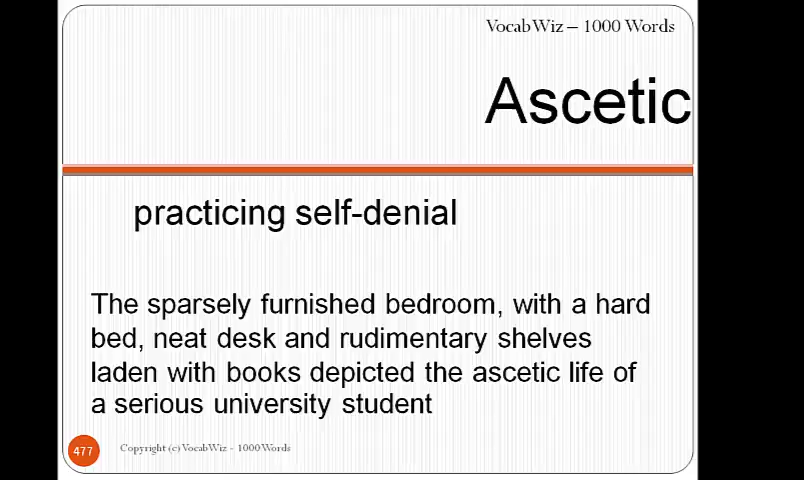 VocabWiz – 1000 Words
Ascetic
practicing self-denial
The sparsely furnished bedroom, with a hard
bed, neat desk and rudimentary shelves
laden with books depicted the ascetic life of
a serious university student
477
Copyright (c) VocabWiz - 1000 Words